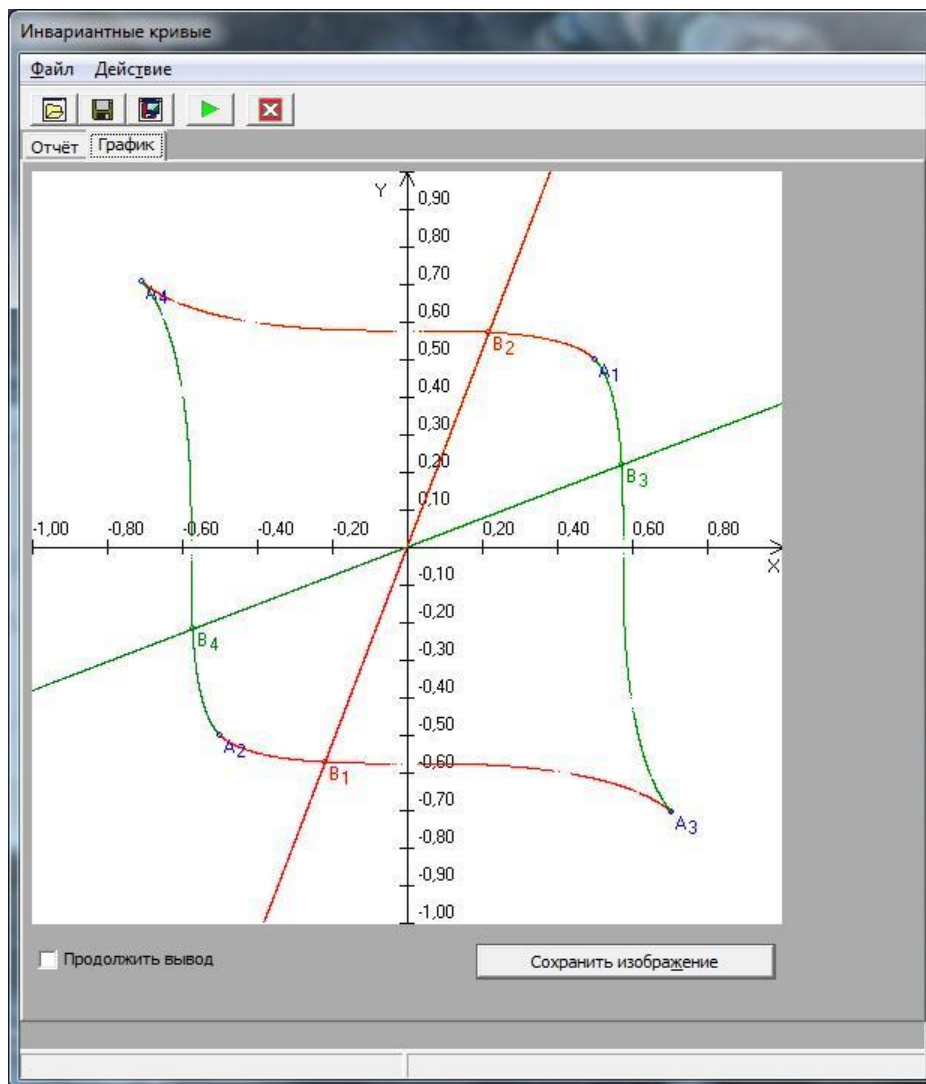 Инвариантные кривые
Файл Действие
Отчёт График
Y
0,90
0,80
0,70
A4
0,60
B2
0,50
A1
0,40
0,30
0,20
B3
0,10
-1,00 -0,80 -0,60 -0,20 0,20 0,40 0,60 0,80
X
-0,10
-0,20
B4
-0,30
-0,40
-0,50
A2
-0,60
B1
-0,70
A3
-0,80
-0,90
-1,00
Продолжить вывод Сохранить изображение